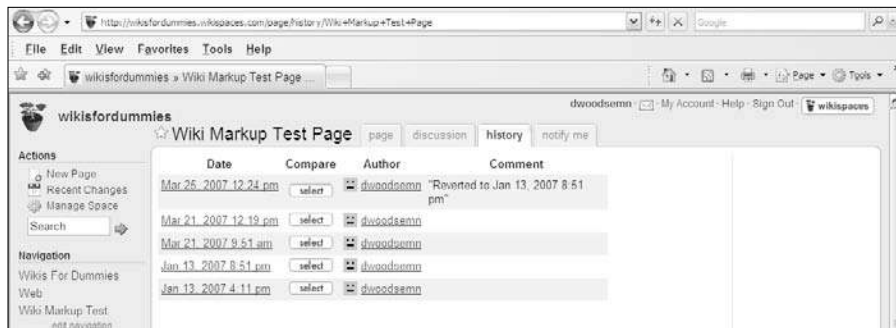 http://wikisfordummies.wikispaces.com/page/history/Wiki+Markup+Test+Page
Google
File Edit View Favorites Tools Help
wikisfordummies » Wiki Markup Test Page ...
Page Tools
dwoodsemn · My Account · Help · Sign Out · wikispaces
wikisfordummies
Wiki Markup Test Page page discussion history notify me
Actions
New Page
Recent Changes
Manage Space
Search
Navigation
Wikis For Dummies
Web
Wiki Markup Test
edit navigation
Date Compare Author Comment
Mar 25, 2007 12:24 pm select dwoodsemn "Reverted to Jan 13, 2007 8:51
pm"
Mar 21, 2007 12:19 pm select dwoodsemn
Mar 21, 2007 9:51 am select dwoodsemn
Jan 13, 2007 8:51 pm select dwoodsemn
Jan 13, 2007 4:11 pm select dwoodsemn